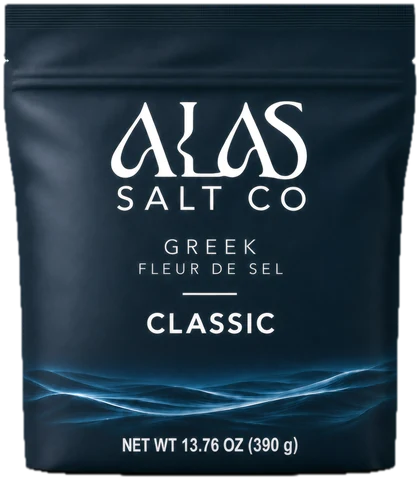 ALAS
SALT CO
GREEK
FLEUR DE SEL
CLASSIC
NET WT 13.76 OZ (390 g)